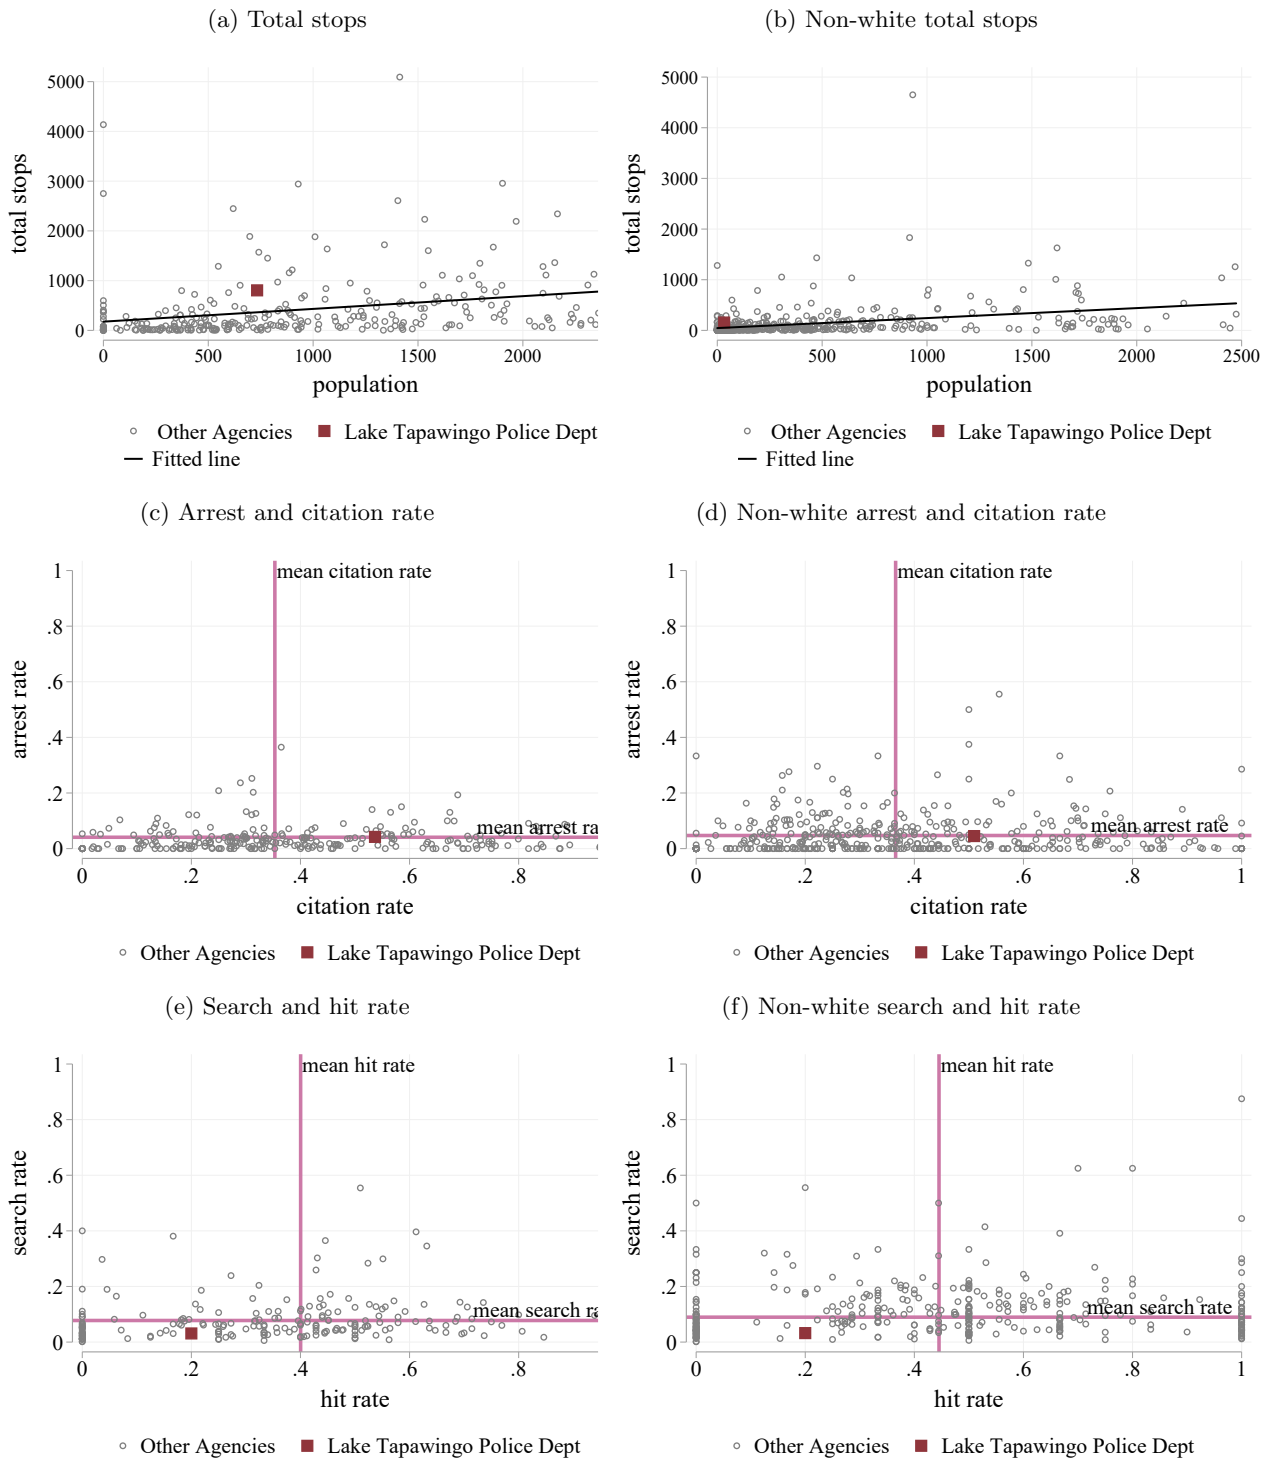 (a) Total stops
(b) Non-white total stops
5000
4000
3000
2000
1000
0
total stops
0 500 1000 1500 2000
population
Other Agencies Lake Tapawingo Police Dept
Fitted line
5000
4000
3000
2000
1000
0
total stops
0 500 1000 1500 2000 2500
population
Other Agencies Lake Tapawingo Police Dept
Fitted line
(c) Arrest and citation rate
(d) Non-white arrest and citation rate
1
.8
.6
.4
.2
0
arrest rate
mean citation rate
mean arrest ra
0 .2 .4 .6 .8
citation rate
Other Agencies Lake Tapawingo Police Dept
1
.8
.6
.4
.2
0
arrest rate
mean citation rate
mean arrest rate
0 .2 .4 .6 .8 1
citation rate
Other Agencies Lake Tapawingo Police Dept
(e) Search and hit rate
(f) Non-white search and hit rate
1
.8
.6
.4
.2
0
search rate
mean hit rate
mean search ra
0 .2 .4 .6 .8
hit rate
Other Agencies Lake Tapawingo Police Dept
1
.8
.6
.4
.2
0
search rate
mean hit rate
mean search rate
0 .2 .4 .6 .8 1
hit rate
Other Agencies Lake Tapawingo Police Dept